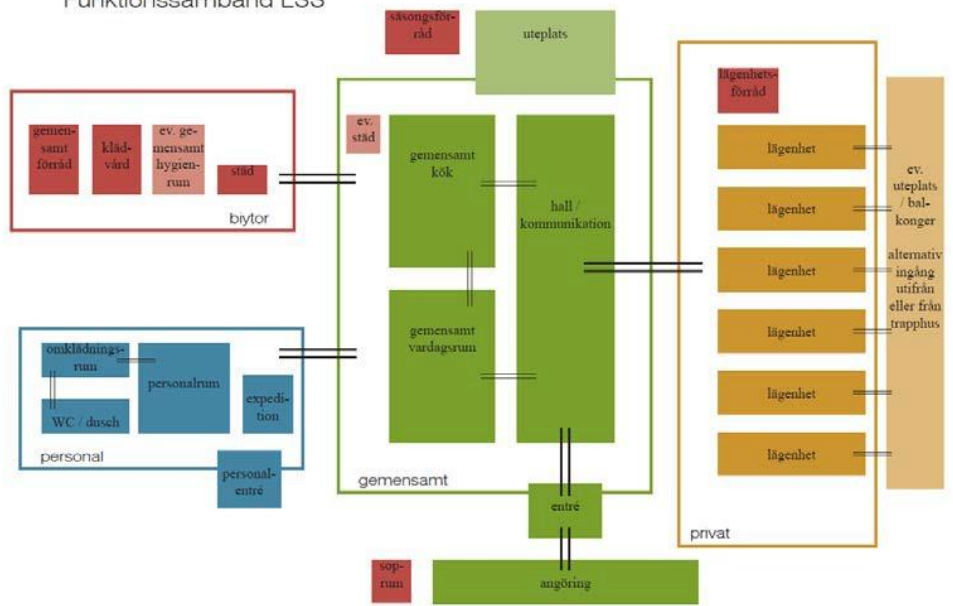 Funktionssamband LSS
säsongsför-
råd
uteplats
gemen-
samt
förråd
kläd-
vård
ev. ge-
mensamt
hygien-
rum
städ
biytor
ev.
städ
gemensamt
kök
hall /
kommunikation
gemensamt
vardagsrum
gemensamt
lägenhets-
förråd
lägenhet
lägenhet
lägenhet
lägenhet
lägenhet
lägenhet
privat
ev.
uteplats
/ bal-
konger
alternativ
ingång
utifrån
eller från
trapphus
omklädnings-
rum
WC / dusch
personalrum
expedi-
tion
personal
personal-
entré
entré
sop-
rum
angöring